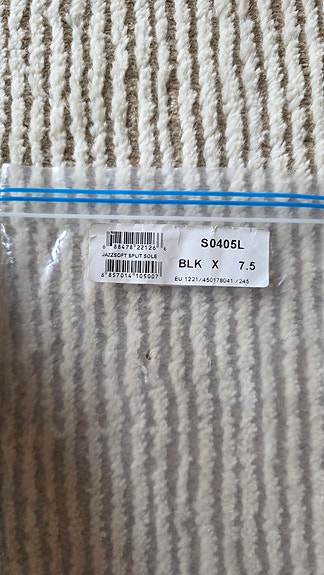 6 88478 22126 6
JAZZSOFT SPLIT SOLE
8 857014 105007
S0405L
BLK X 7.5
EU 1221/450178041 /245